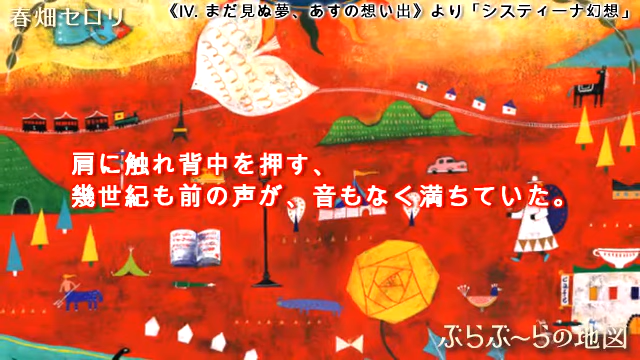 春畑セロリ
《Ⅳ. まだ見ぬ夢、あすの想い出》より「システィーナ幻想」
肩に触れ背中を押す、
幾世紀も前の声が、音もなく満ちていた。
CAFE
ぶらぶ〜らの地図